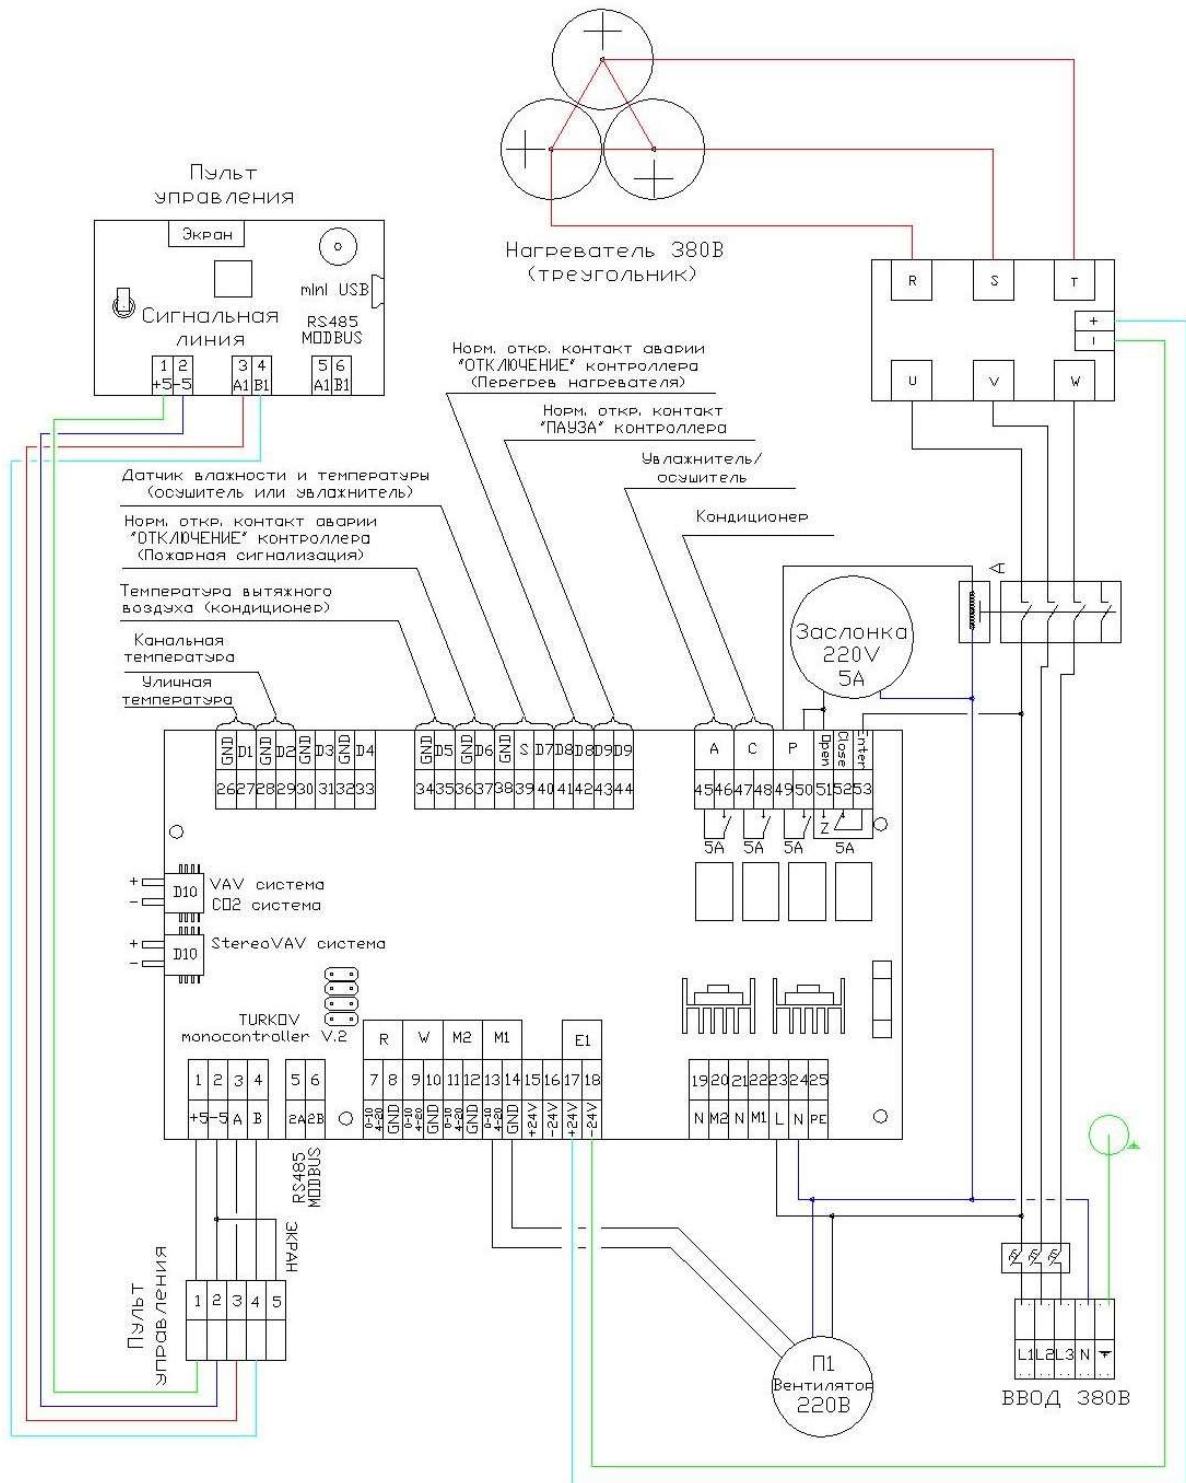 Пульт
управления
Экран
mini USB
Сигнальная
линия
RS485
MODBUS
1 2 3 4 5 6
+5 -5 A1 B1 A1 B1
Нагреватель 380В
(треугольник)
R S T
+
-
U V W
Норм. откр. контакт аварии
"ОТКЛЮЧЕНИЕ" контроллера
(Перегрев нагревателя)
Норм. откр. контакт
"ПАУЗА" контроллера
Увлажнитель/
осушитель
Кондиционер
Датчик влажности и температуры
(осушитель или увлажнитель)
Норм. откр. контакт аварии
"ОТКЛЮЧЕНИЕ" контроллера
(Пожарная сигнализация)
Температура вытяжного
воздуха (кондиционер)
Канальная
температура
Уличная
температура
A
Заслонка
220V
5A
GND D1 GND D2 GND D3 GND D4
26 27 28 29 30 31 32 33
GND D5 GND D6 GND S D7 D8 D8 D9 D9
34 35 36 37 38 39 40 41 42 43 44
A C P Open Close Inter
45 46 47 48 49 50 51 52 53
Z
5A 5A 5A 5A
+
-
D10
VAV система
CO2 система
+
-
D10
StereoVAV система
TURKOV
monocontroller V.2
1 2 3 4 5 6
+5 -5 A B 2A 2B
RS485
MODBUS
R W M2 M1 E1
7 8 9 10 11 12 13 14 15 16 17 18
0-10 4-20 GND 0-10 4-20 GND 0-10 4-20 GND 0-10 4-20 GND +24V -24V +24V -24V
19 20 21 22 23 24 25
N M2 N M1 L N PE
ЭКРАН
Пульт
управления
1 2 3 4 5
П1
Вентилятор
220В
L1 L2 L3 N
ВВОД 380В